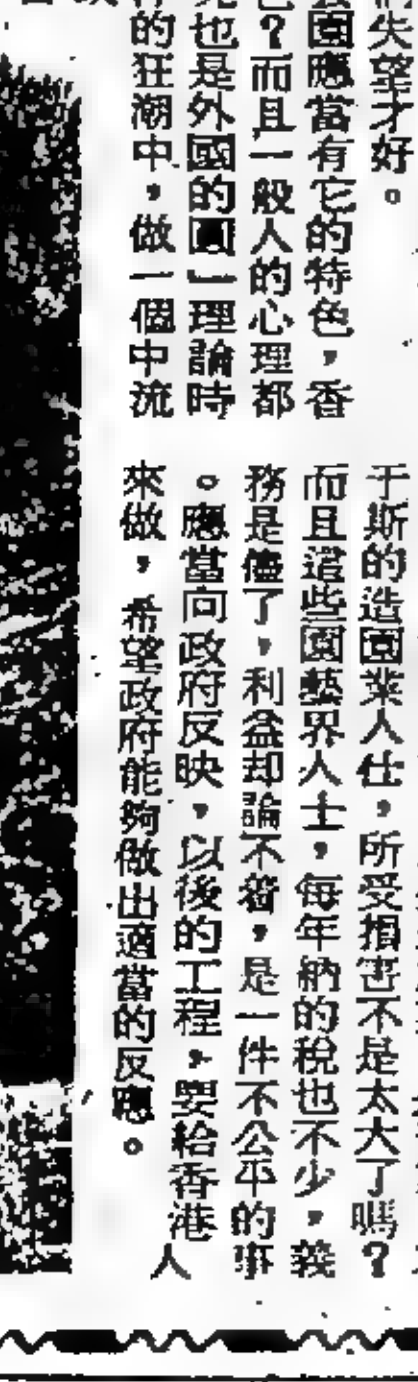 失望才好。
園應當有它的特色，香
？而且一般人的心理都
也是外國的園﹂理論時
的狂潮中，做一個中流
于斯的造園業人仕，所受損害不是太大了嗎？
而且這些園藝界人士，每年納的稅也不少，義
務是儘了，利益却論不着，是一件不公平的事
。應當向政府反映，以後的工程，要給香港人
來做，希望政府能夠做出適當的反應。